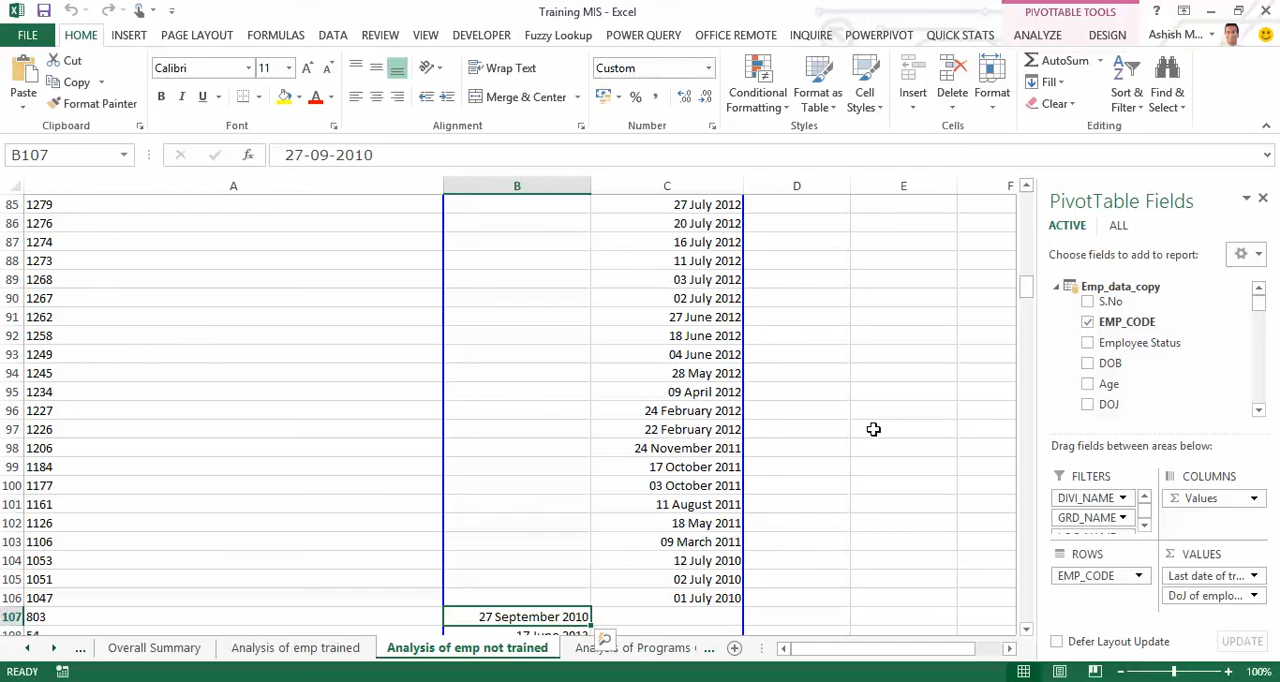 Training MIS - Excel
PIVOTTABLE TOOLS
?
FILE HOME INSERT PAGE LAYOUT FORMULAS DATA REVIEW VIEW DEVELOPER Fuzzy Lookup POWER QUERY OFFICE REMOTE INQUIRE POWERPIVOT QUICK STATS ANALYZE DESIGN Ashish M...
Paste
Cut
Copy
Format Painter
Clipboard
Calibri 11
B I U
Font
Wrap Text
Merge & Center
Alignment
Custom
% ,
Number
Conditional Formatting
Format as Table
Cell Styles
Styles
Insert Delete Format
Cells
AutoSum
Fill
Clear
Sort & Filter
Find & Select
Editing
B107 fx 27-09-2010
A B C D E F
85 1279 27 July 2012
86 1276 20 July 2012
87 1274 16 July 2012
88 1273 11 July 2012
89 1268 03 July 2012
90 1267 02 July 2012
91 1262 27 June 2012
92 1258 18 June 2012
93 1249 04 June 2012
94 1245 28 May 2012
95 1234 09 April 2012
96 1227 24 February 2012
97 1226 22 February 2012
98 1206 24 November 2011
99 1184 17 October 2011
100 1177 03 October 2011
101 1161 11 August 2011
102 1126 18 May 2011
103 1106 09 March 2011
104 1053 12 July 2010
105 1051 02 July 2010
106 1047 01 July 2010
107 803 27 September 2010
108 54 17 June 2013
PivotTable Fields
ACTIVE ALL
Choose fields to add to report:
Emp_data_copy
S.No
EMP_CODE
Employee Status
DOB
Age
DOJ
Drag fields between areas below:
FILTERS
DIVI_NAME
GRD_NAME
COLUMNS
Σ Values
ROWS
EMP_CODE
Σ VALUES
Last date of tr...
DoJ of emplo...
Defer Layout Update UPDATE
... Overall Summary Analysis of emp trained Analysis of emp not trained Analysis of Programs ...
READY 100%